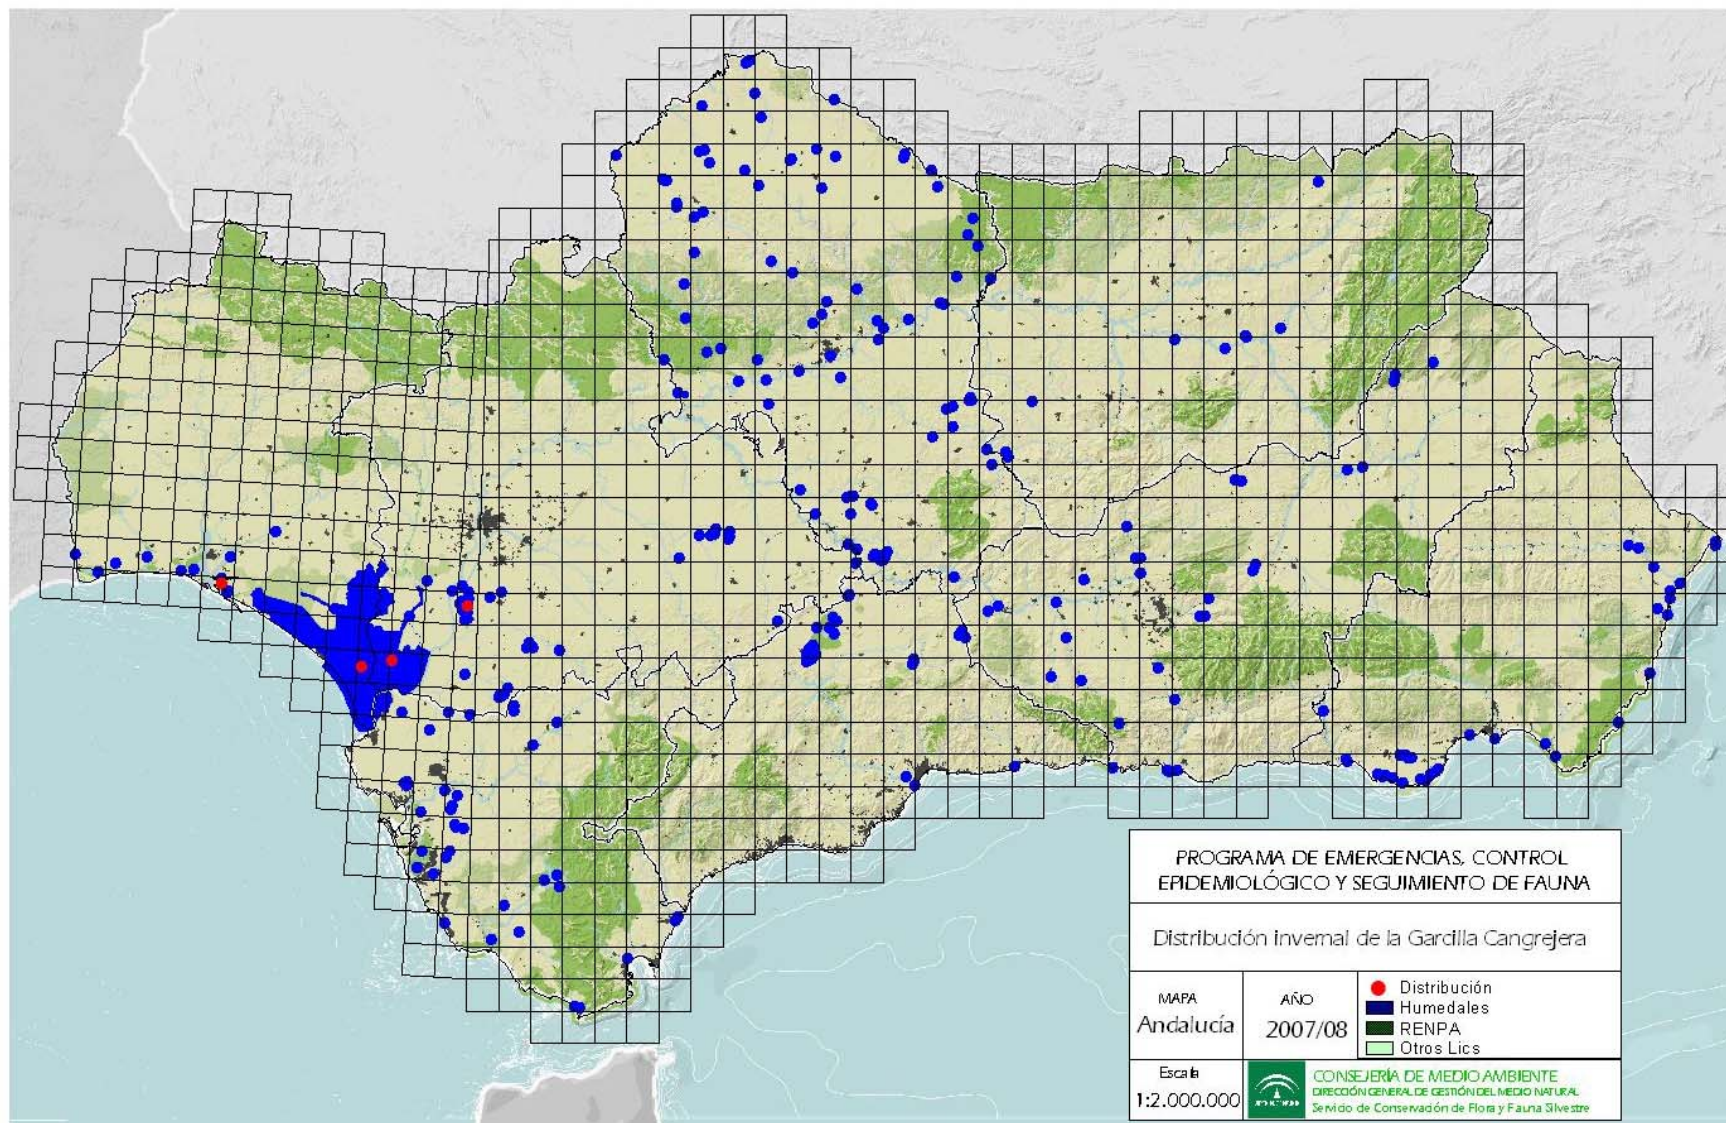 PROGRAMA DE EMERGENCIAS, CONTROL
EPIDEMIOLÓGICO Y SEGUIMIENTO DE FAUNA
Distribución invernal de la Garcilla Cangrejera
MAPA
Andalucía
AÑO
2007/08
Distribución
Humedales
RENPA
Otros Lics
Escala
1:2.000.000
CONSEJERÍA DE MEDIO AMBIENTE
DIRECCIÓN GENERAL DE GESTIÓN DEL MEDIO NATURAL
Servicio de Conservación de Flora y Fauna Silvestre